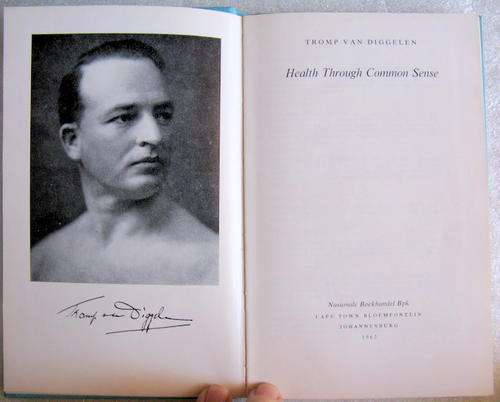 Tromp van Diggelen
TROMP VAN DIGGELEN
Health Through Common Sense
Nasionale Boekhandel Bpk.
CAPE TOWN BLOEMFONTEIN
JOHANNESBURG
1962